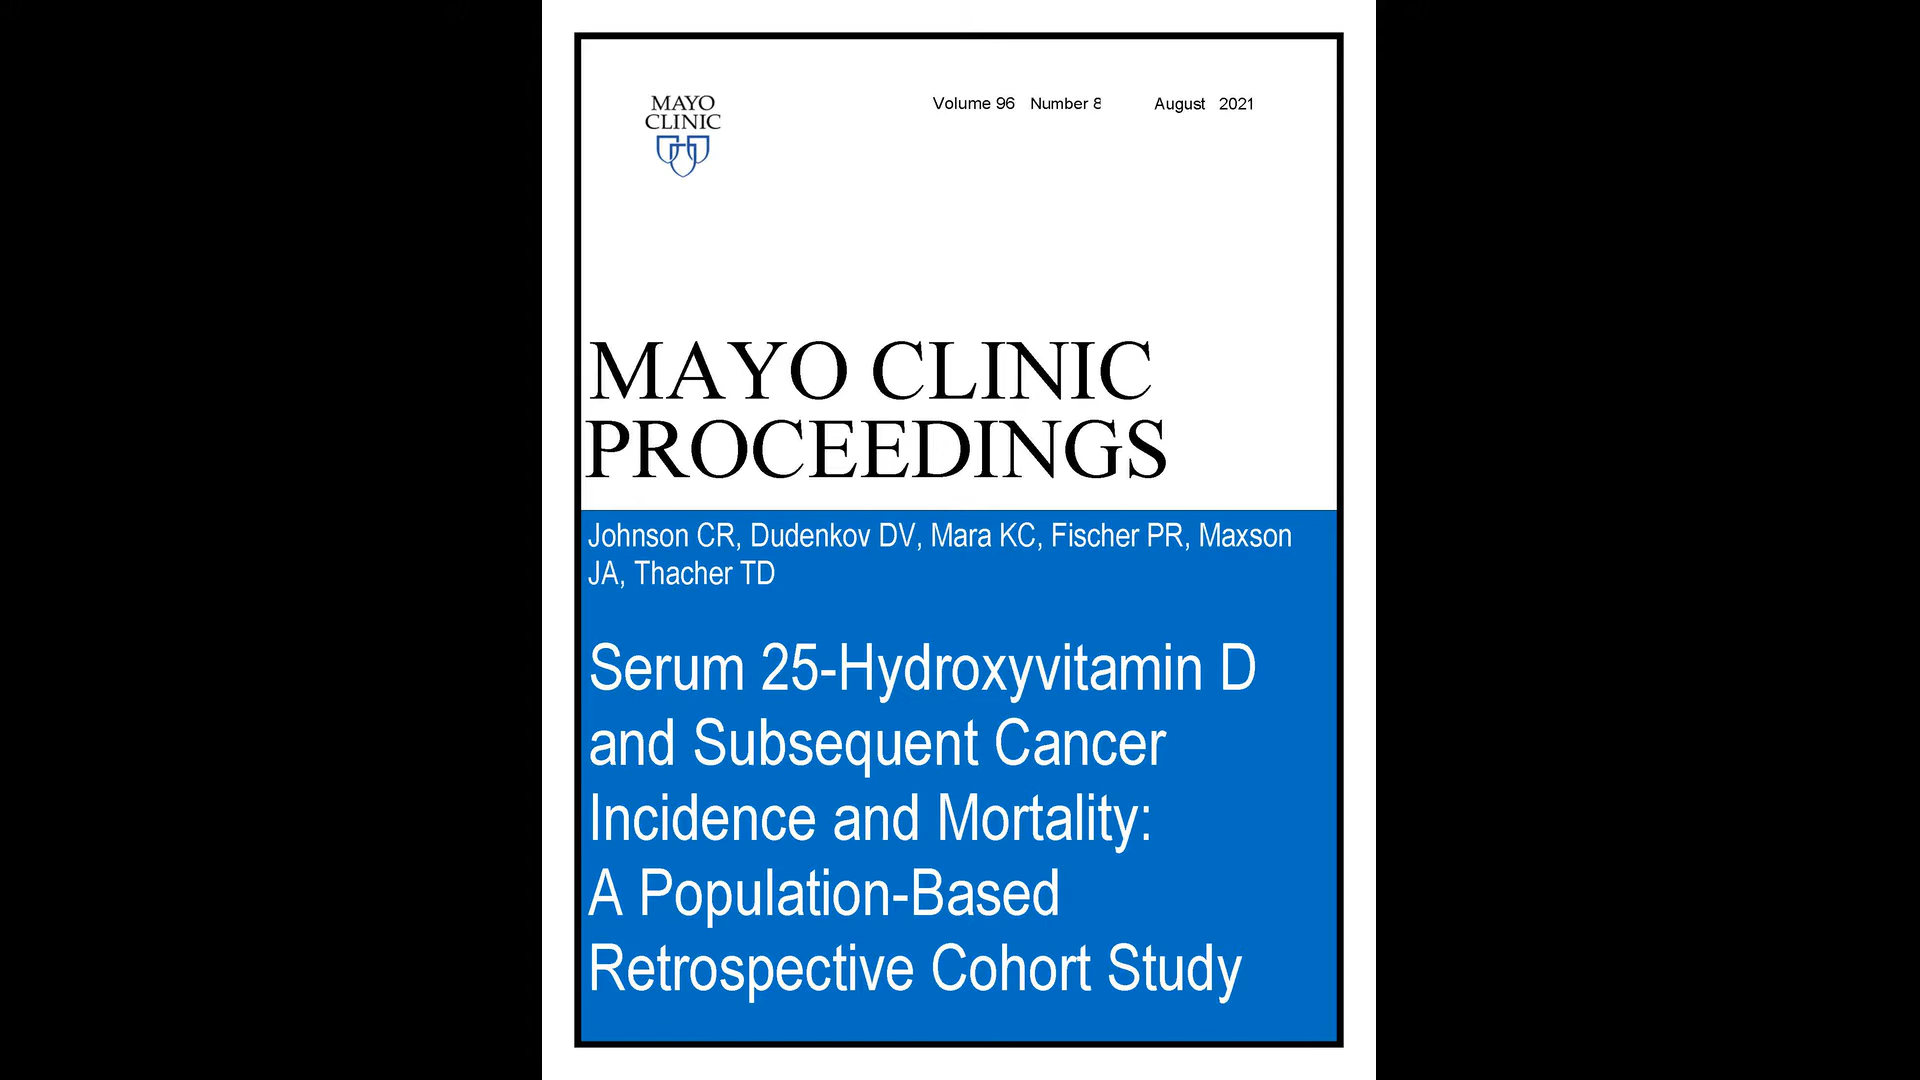 MAYO
CLINIC
Volume 96 Number 8 August 2021
MAYO CLINIC
PROCEEDINGS
Johnson CR, Dudenkov DV, Mara KC, Fischer PR, Maxson
JA, Thacher TD
Serum 25-Hydroxyvitamin D
and Subsequent Cancer
Incidence and Mortality:
A Population-Based
Retrospective Cohort Study